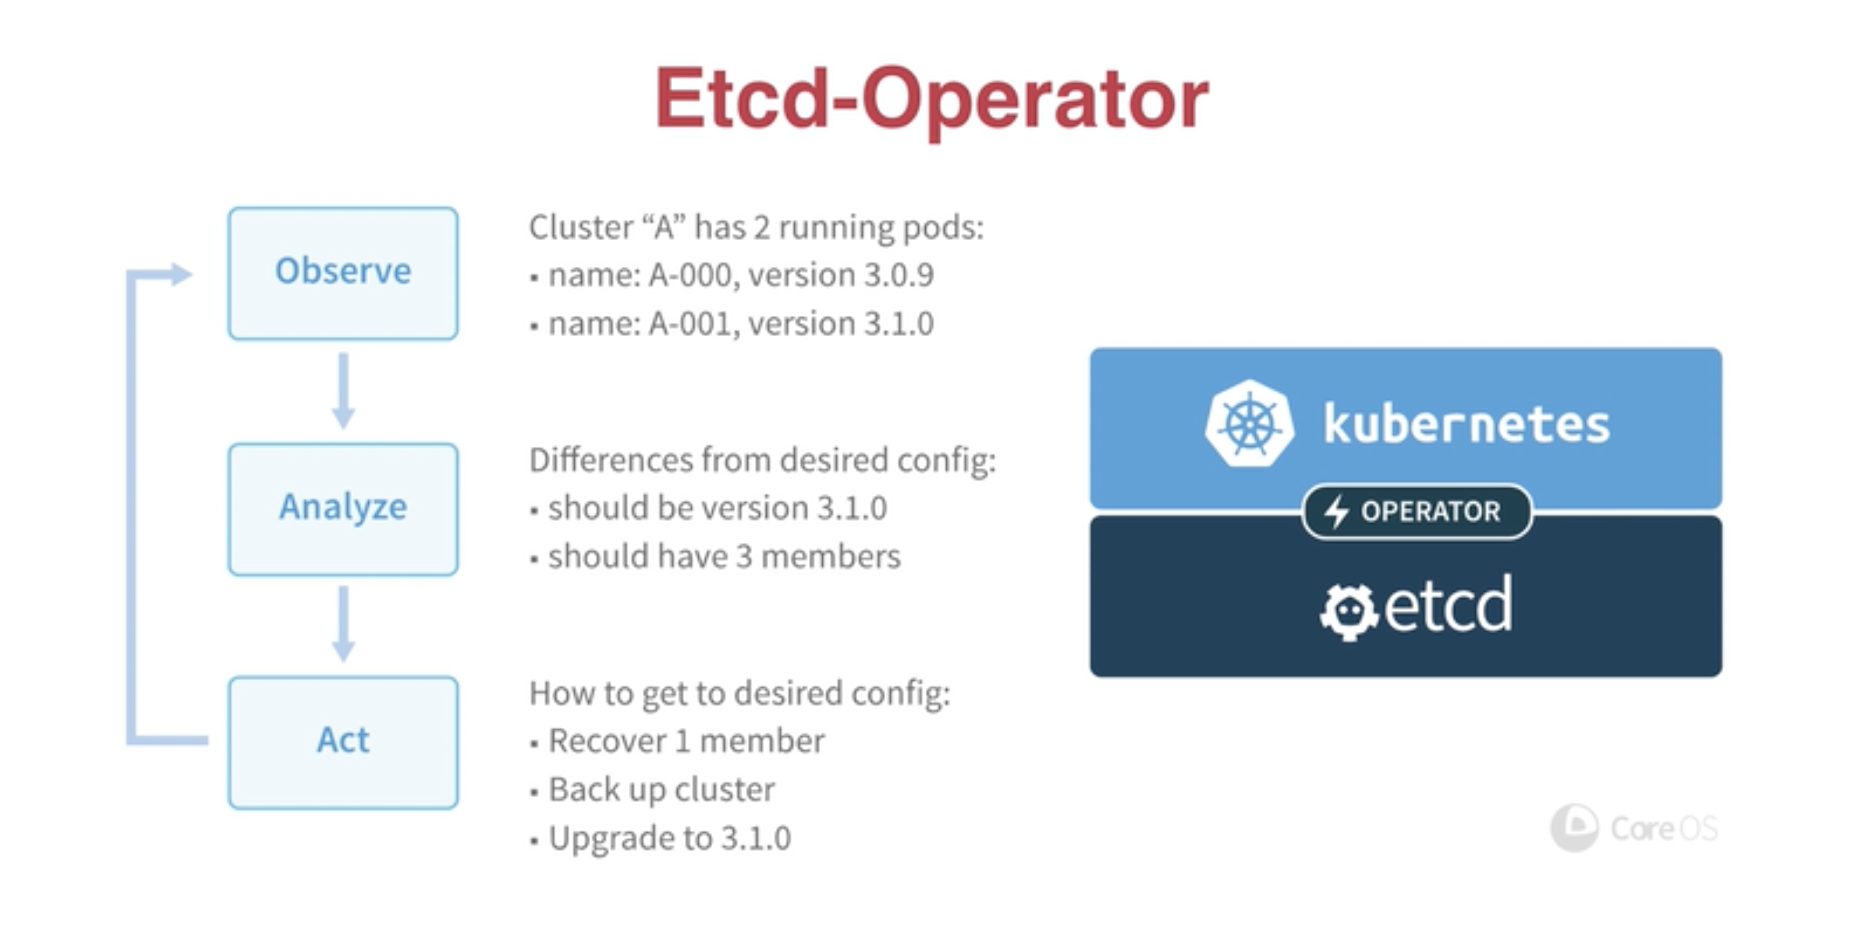 Etcd-Operator
Observe
Cluster “A” has 2 running pods:
▪ name: A-000, version 3.0.9
▪ name: A-001, version 3.1.0
Analyze
Differences from desired config:
▪ should be version 3.1.0
▪ should have 3 members
Act
How to get to desired config:
▪ Recover 1 member
▪ Back up cluster
▪ Upgrade to 3.1.0
kubernetes
OPERATOR
etcd
CoreOS